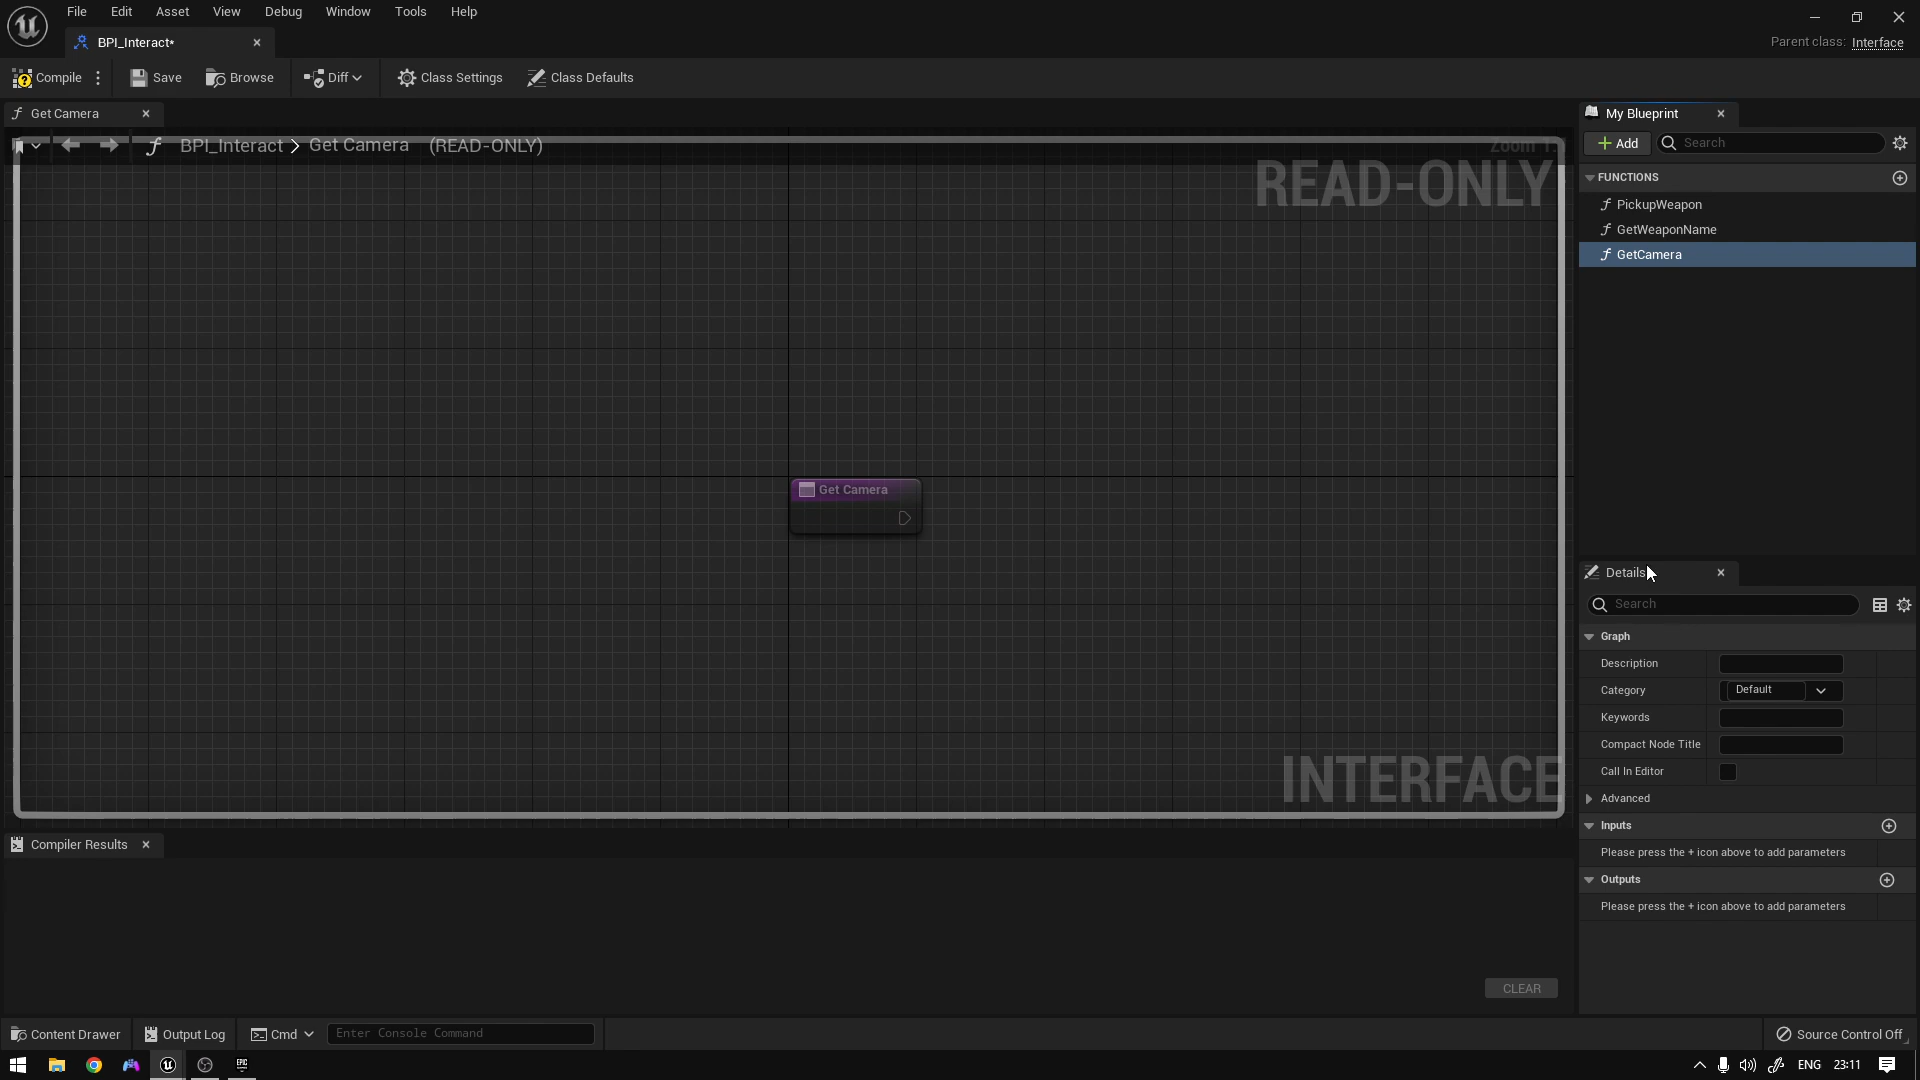 File Edit Asset View Debug Window Tools Help
BPI_Interact*
Parent class: Interface
Compile Save Browse Diff Class Settings Class Defaults
Get Camera
BPI_Interact > Get Camera (READ-ONLY)
READ-ONLY
Get Camera
INTERFACE
My Blueprint
Add Search
FUNCTIONS
PickupWeapon
GetWeaponName
GetCamera
Details
Search
Graph
Description
Category Default
Keywords
Compact Node Title
Call In Editor
Advanced
Inputs
Please press the + icon above to add parameters
Outputs
Please press the + icon above to add parameters
Compiler Results
CLEAR
Content Drawer Output Log Cmd Enter Console Command Source Control Off
EPIC ENG 23:11